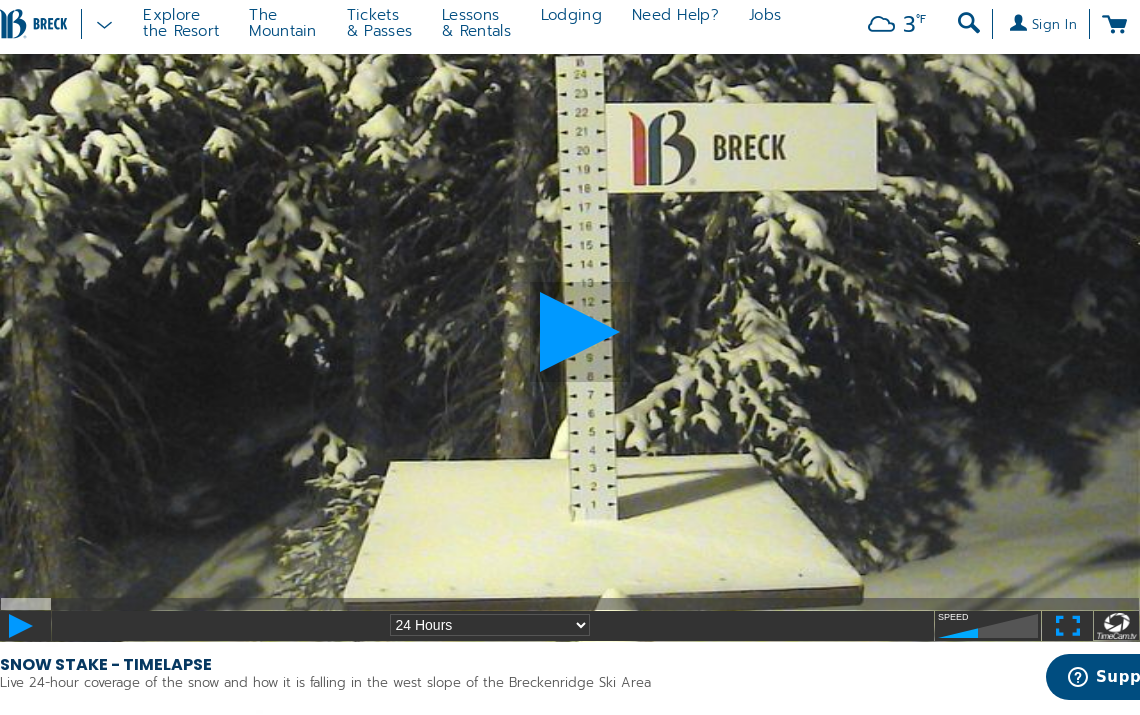 BRECK
Explore
the Resort
The
Mountain
Tickets
& Passes
Lessons
& Rentals
Lodging
Need Help?
Jobs
3°F
Sign In
24
23
22
21
20
19
18
17
16
15
14
13
12
9
8
7
6
5
4
3
2
1
B BRECK
24 Hours
SPEED
TimeCam.tv
SNOW STAKE - TIMELAPSE
Live 24-hour coverage of the snow and how it is falling in the west slope of the Breckenridge Ski Area
Supp